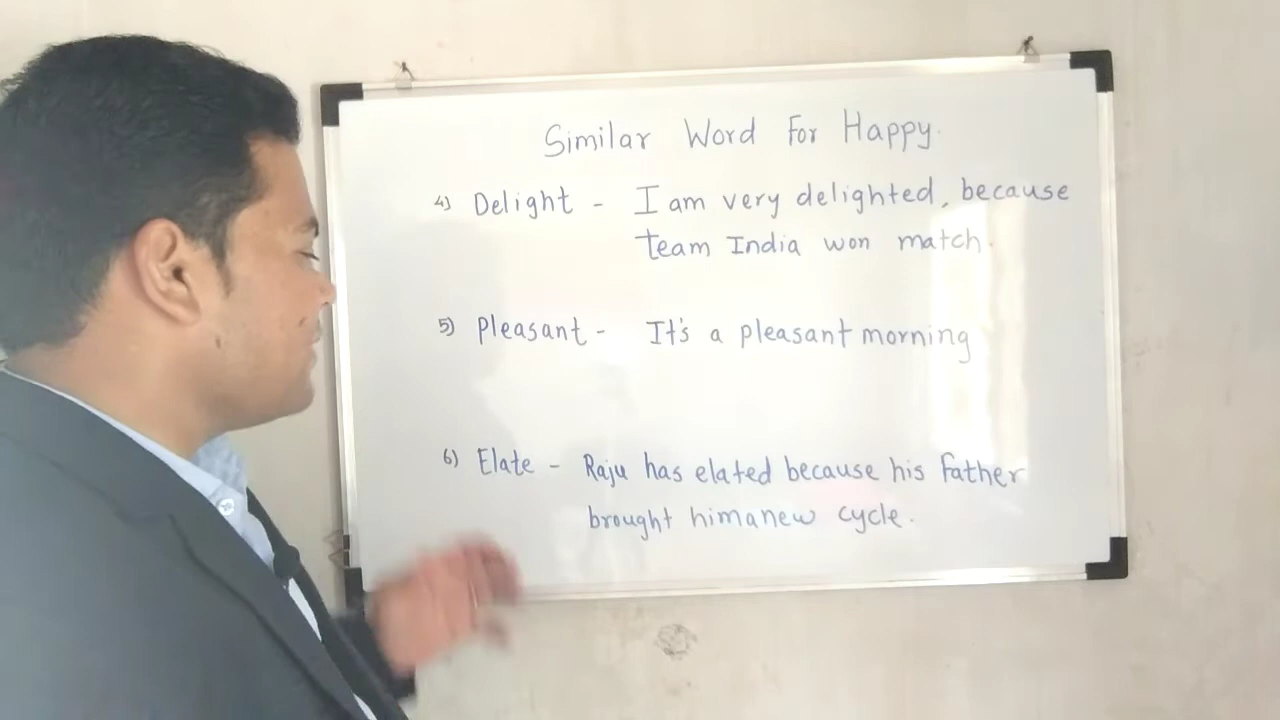 Similar Word For Happy.
4) Delight - I am very delighted, because
team India won match.
5) Pleasant - It's a pleasant morning
6) Elate - Raju has elated because his father
brought him a new cycle.